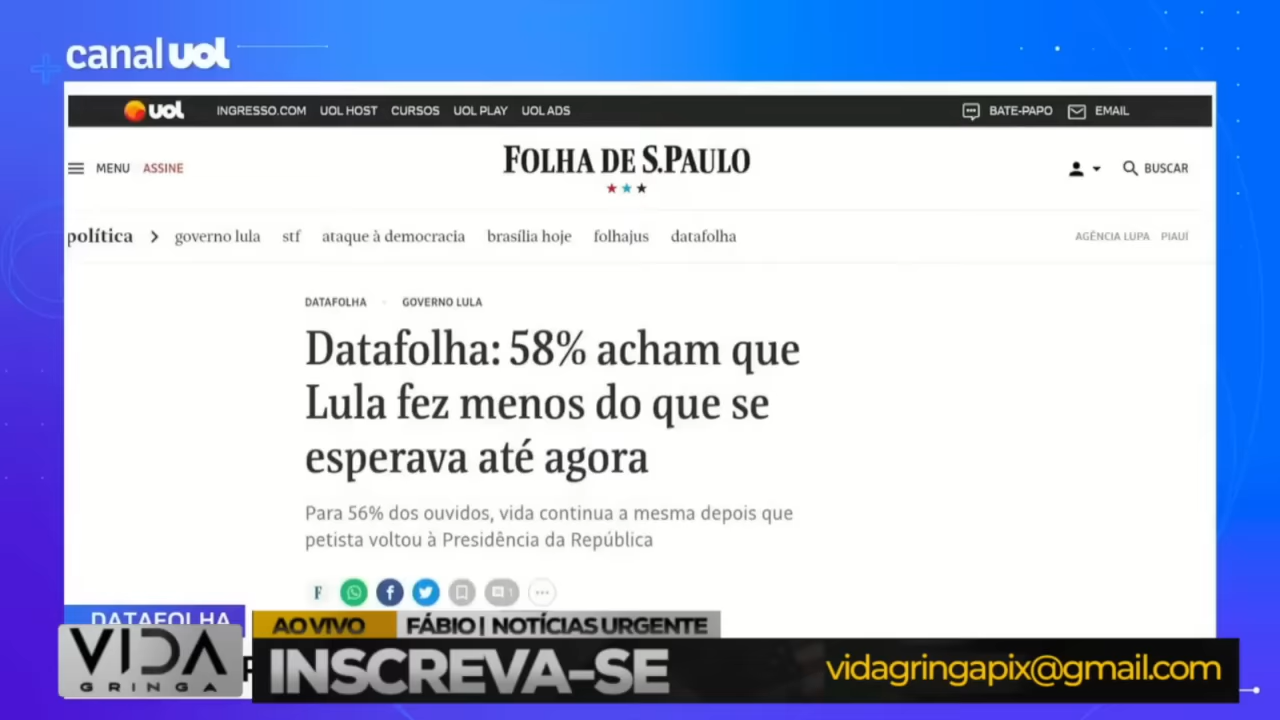 canal uol
uol INGRESSO.COM UOL HOST CURSOS UOL PLAY UOL ADS BATE-PAPO EMAIL
MENU ASSINE FOLHA DE S.PAULO BUSCAR
política governo lula stf ataque à democracia brasília hoje folhajus datafolha AGÊNCIA LUPA PIAUÍ
DATAFOLHA GOVERNO LULA
Datafolha: 58% acham que
Lula fez menos do que se
esperava até agora
Para 56% dos ouvidos, vida continua a mesma depois que
petista voltou à Presidência da República
F 1
DATAFOLHA
AO VIVO FÁBIO | NOTÍCIAS URGENTE
VIDA
GRINGA
INSCREVA-SE vidagringapix@gmail.com